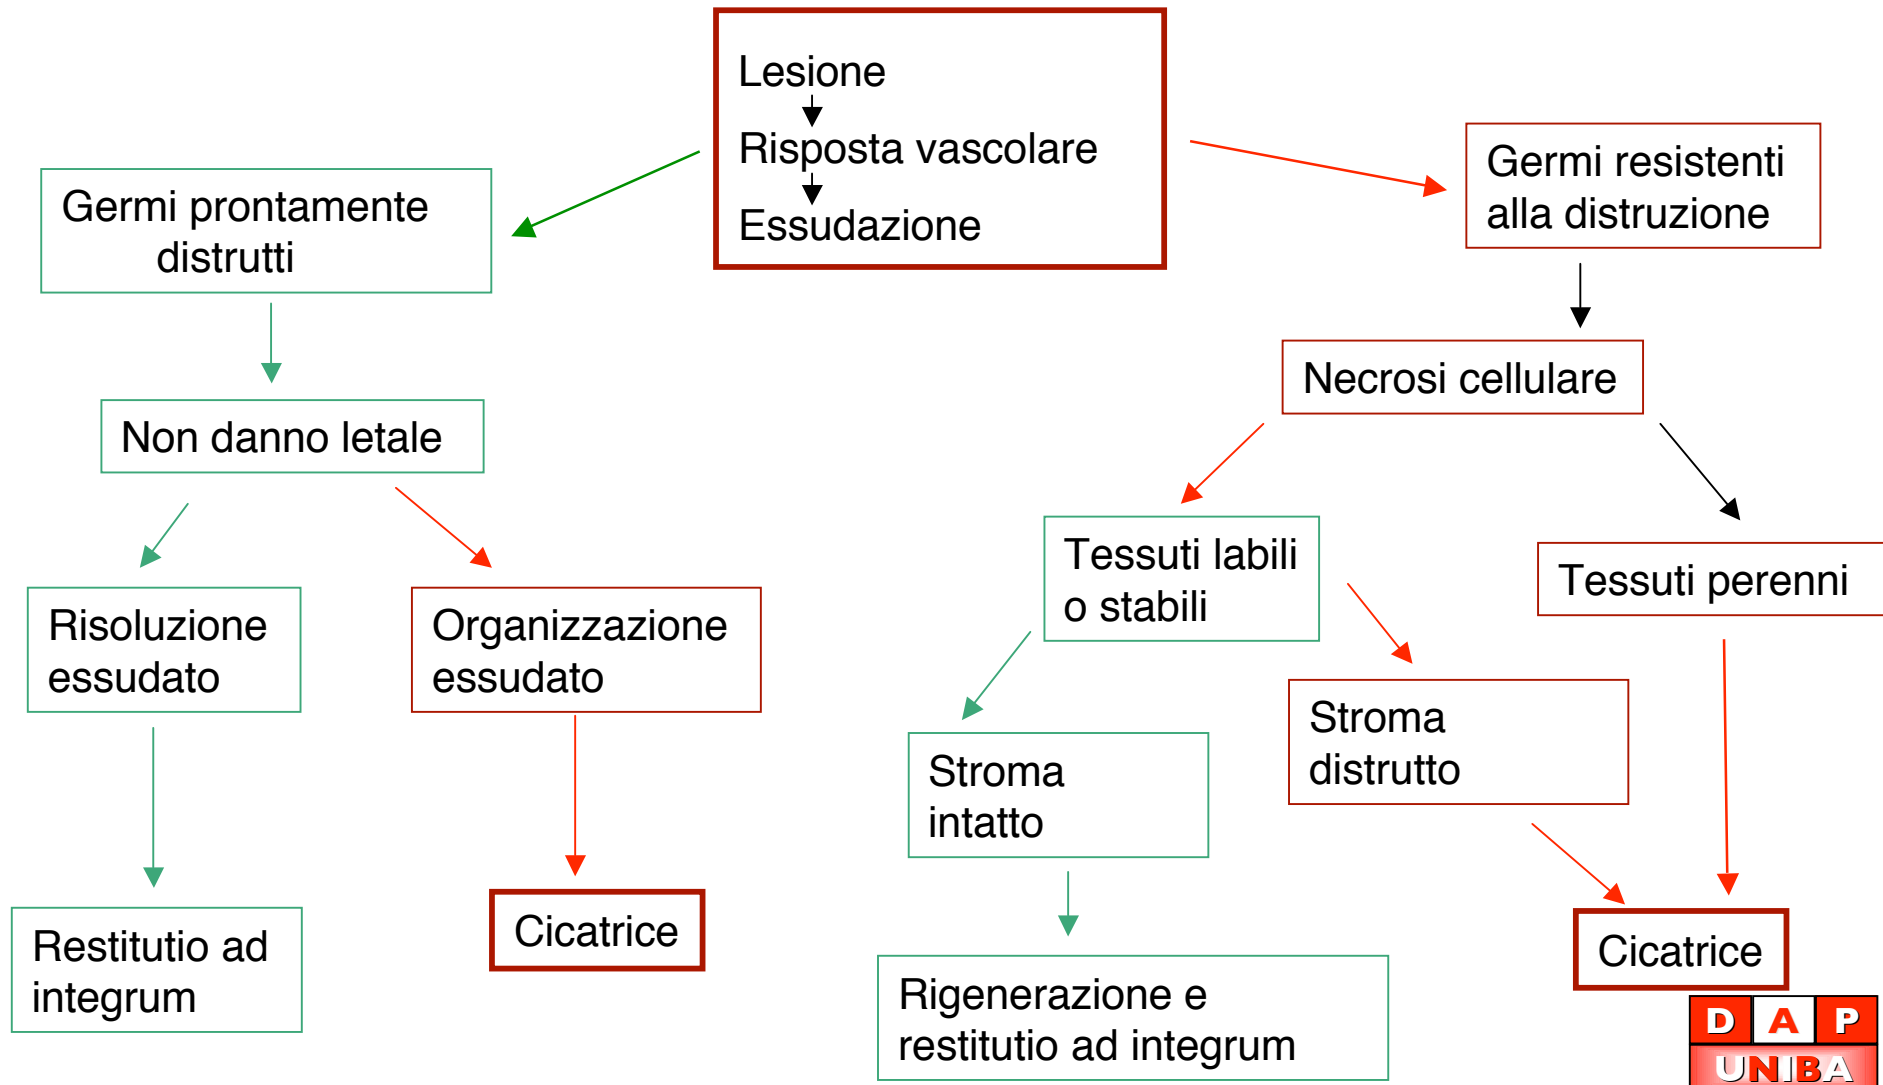 Lesione
Risposta vascolare
Essudazione
Germi prontamente
distrutti
Germi resistenti
alla distruzione
Non danno letale
Necrosi cellulare
Risoluzione
essudato
Organizzazione
essudato
Tessuti labili
o stabili
Tessuti perenni
Stroma
intatto
Stroma
distrutto
Restitutio ad
integrum
Cicatrice
Rigenerazione e
restitutio ad integrum
Cicatrice
DAP
UNIBA